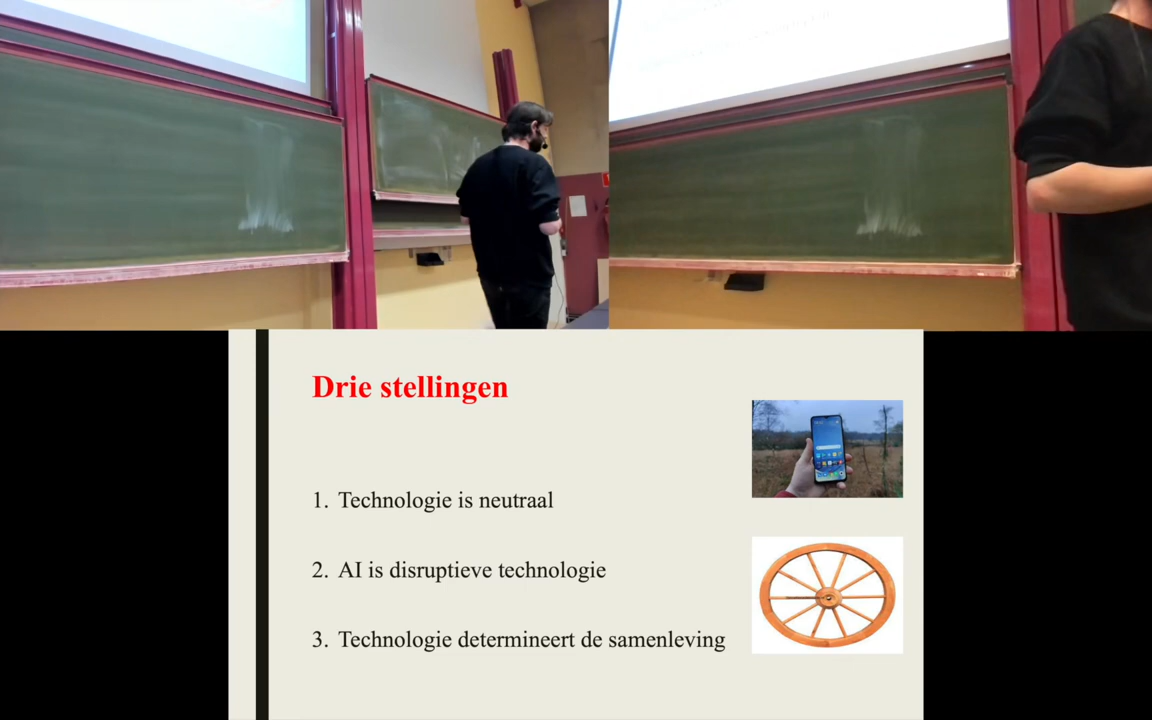 Drie stellingen
1. Technologie is neutraal
2. AI is disruptieve technologie
3. Technologie determineert de samenleving